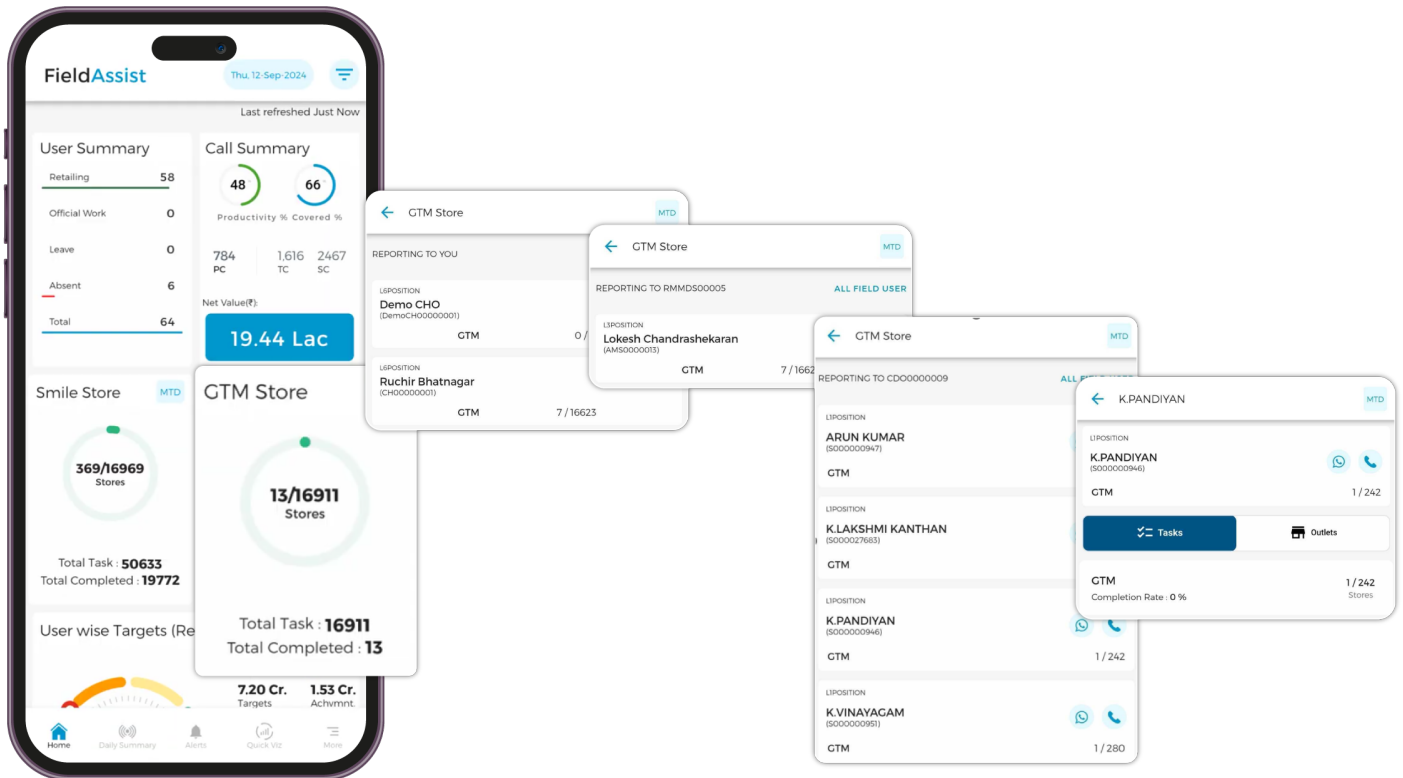 FieldAssist
Thu, 12-Sep-2024
Last refreshed Just Now
User Summary
Retailing 58
Official Work 0
Leave 0
Absent 6
Total 64
Call Summary
48
66
Productivity % Covered %
784 1,616 2467
PC TC SC
Net Value(₹):
19.44 Lac
Smile Store MTD
369/16969
Stores
Total Task : 50633
Total Completed : 19772
GTM Store
13/16911
Stores
Total Task : 16911
Total Completed : 13
User wise Targets (Re
7.20 Cr. 1.53 Cr.
Targets Achvmnt.
Home Daily Summary Alerts Quick Viz More
GTM Store MTD
REPORTING TO YOU
L6POSITION
Demo CHO
(DemoCH00000001)
GTM 0/
L6POSITION
Ruchir Bhatnagar
(CH00000001)
GTM 7/16623
GTM Store MTD
REPORTING TO RMMDS00005 ALL FIELD USER
L3POSITION
Lokesh Chandrashekaran
(AMS0000013)
GTM 7/1662
GTM Store MTD
REPORTING TO CDO0000009
L1POSITION
ARUN KUMAR
(S000000947)
GTM
L1POSITION
K.LAKSHMI KANTHAN
(S000027683)
GTM
L1POSITION
K.PANDIYAN
(S000000946)
GTM 1/242
L1POSITION
K.VINAYAGAM
(S000000951)
GTM 1/280
K.PANDIYAN MTD
L1POSITION
K.PANDIYAN
(S000000946)
GTM 1/242
Tasks Outlets
GTM 1/242
Completion Rate : 0 % Stores